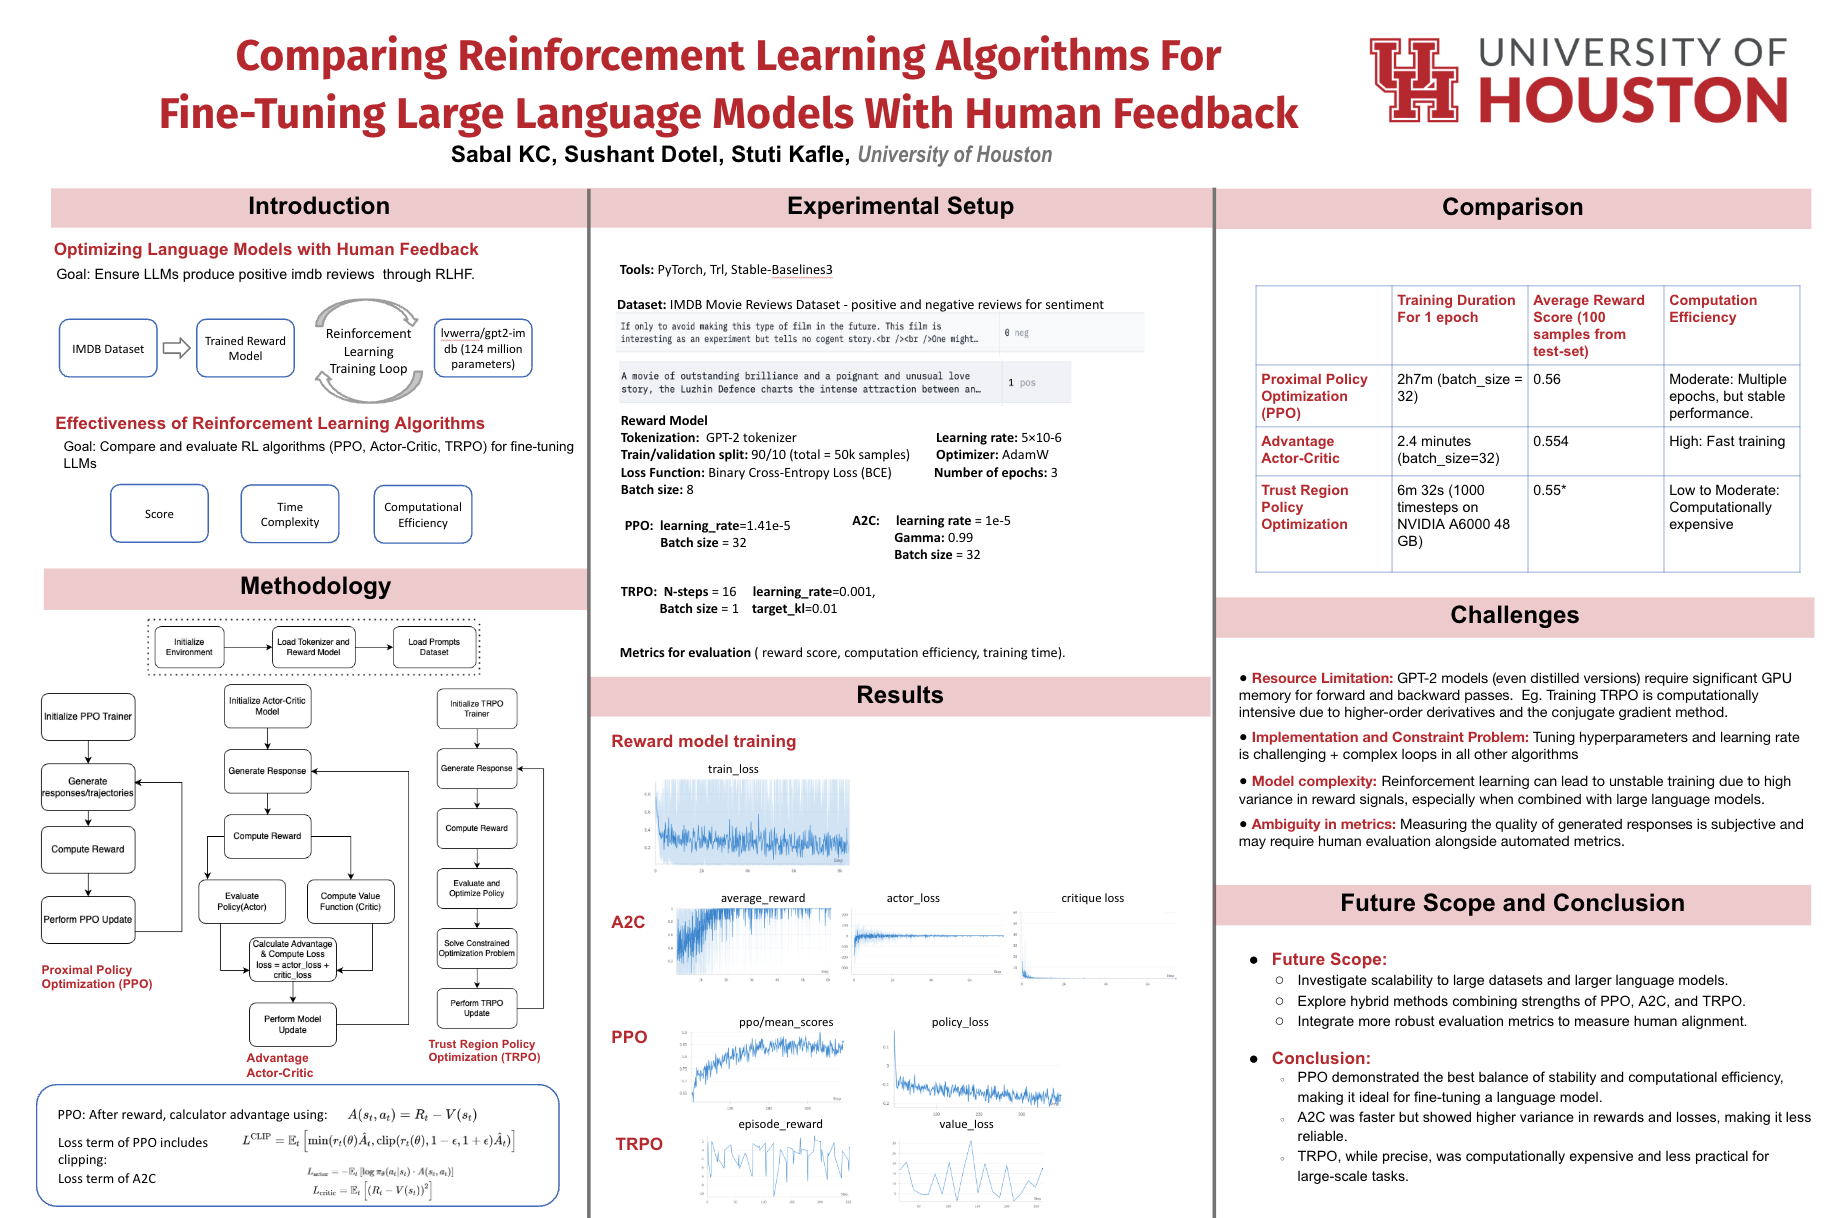 Comparing Reinforcement Learning Algorithms For
Fine-Tuning Large Language Models With Human Feedback
Sabal KC, Sushant Dotel, Stuti Kafle, University of Houston
UNIVERSITY OF
HOUSTON
Introduction
Optimizing Language Models with Human Feedback
Goal: Ensure LLMs produce positive imdb reviews through RLHF.
IMDB Dataset
Trained Reward
Model
Reinforcement
Learning
Training Loop
lvwerra/gpt2-im
db (124 million
parameters)
Effectiveness of Reinforcement Learning Algorithms
Goal: Compare and evaluate RL algorithms (PPO, Actor-Critic, TRPO) for fine-tuning
LLMs
Score
Time
Complexity
Computational
Efficiency
Methodology
Initialize
Environment
Load Tokenizer and
Reward Model
Load Prompts
Dataset
Initialize PPO Trainer
Generate
responses/trajectories
Compute Reward
Perform PPO Update
Proximal Policy
Optimization (PPO)
Initialize Actor-Critic
Model
Generate Response
Compute Reward
Evaluate
Policy(Actor)
Compute Value
Function (Critic)
Calculate Advantage
& Compute Loss
loss = actor_loss +
critic_loss
Perform Model
Update
Advantage
Actor-Critic
Initialize TRPO
Trainer
Generate Response
Compute Reward
Evaluate and
Optimize Policy
Solve Constrained
Optimization Problem
Perform TRPO
Update
Trust Region Policy
Optimization (TRPO)
PPO: After reward, calculator advantage using: A(s_t, a_t) = R_t − V(s_t)
Loss term of PPO includes
clipping:
L^CLIP = 𝔼_t [min(r_t(θ)Â_t, clip(r_t(θ), 1 − ϵ, 1 + ϵ)Â_t)]
Loss term of A2C
L_actor = −𝔼_t [log π_θ(a_t|s_t) · A(s_t, a_t)]
L_critic = 𝔼_t [(R_t − V(s_t))^2]
Experimental Setup
Tools: PyTorch, Trl, Stable-Baselines3
Dataset: IMDB Movie Reviews Dataset - positive and negative reviews for sentiment
If only to avoid making this type of film in the future. This film is
interesting as an experiment but tells no cogent story.<br /><br />One might…
0 neg
A movie of outstanding brilliance and a poignant and unusual love
story, the Luzhin Defence charts the intense attraction between an…
1 pos
Reward Model
Tokenization: GPT-2 tokenizer
Learning rate: 5×10-6
Train/validation split: 90/10 (total = 50k samples)
Optimizer: AdamW
Loss Function: Binary Cross-Entropy Loss (BCE)
Number of epochs: 3
Batch size: 8
PPO: learning_rate=1.41e-5
Batch size = 32
A2C: learning rate = 1e-5
Gamma: 0.99
Batch size = 32
TRPO: N-steps = 16 learning_rate=0.001,
Batch size = 1 target_kl=0.01
Metrics for evaluation ( reward score, computation efficiency, training time).
Results
Reward model training
train_loss
A2C
average_reward
actor_loss
critique loss
PPO
ppo/mean_scores
policy_loss
TRPO
episode_reward
value_loss
Comparison
Training Duration
For 1 epoch
Average Reward
Score (100
samples from
test-set)
Computation
Efficiency
Proximal Policy
Optimization
(PPO)
2h7m (batch_size =
32)
0.56
Moderate: Multiple
epochs, but stable
performance.
Advantage
Actor-Critic
2.4 minutes
(batch_size=32)
0.554
High: Fast training
Trust Region
Policy
Optimization
6m 32s (1000
timesteps on
NVIDIA A6000 48
GB)
0.55*
Low to Moderate:
Computationally
expensive
Challenges
● Resource Limitation: GPT-2 models (even distilled versions) require significant GPU
memory for forward and backward passes. Eg. Training TRPO is computationally
intensive due to higher-order derivatives and the conjugate gradient method.
● Implementation and Constraint Problem: Tuning hyperparameters and learning rate
is challenging + complex loops in all other algorithms
● Model complexity: Reinforcement learning can lead to unstable training due to high
variance in reward signals, especially when combined with large language models.
● Ambiguity in metrics: Measuring the quality of generated responses is subjective and
may require human evaluation alongside automated metrics.
Future Scope and Conclusion
● Future Scope:
○ Investigate scalability to large datasets and larger language models.
○ Explore hybrid methods combining strengths of PPO, A2C, and TRPO.
○ Integrate more robust evaluation metrics to measure human alignment.
● Conclusion:
○ PPO demonstrated the best balance of stability and computational efficiency,
making it ideal for fine-tuning a language model.
○ A2C was faster but showed higher variance in rewards and losses, making it less
reliable.
○ TRPO, while precise, was computationally expensive and less practical for
large-scale tasks.